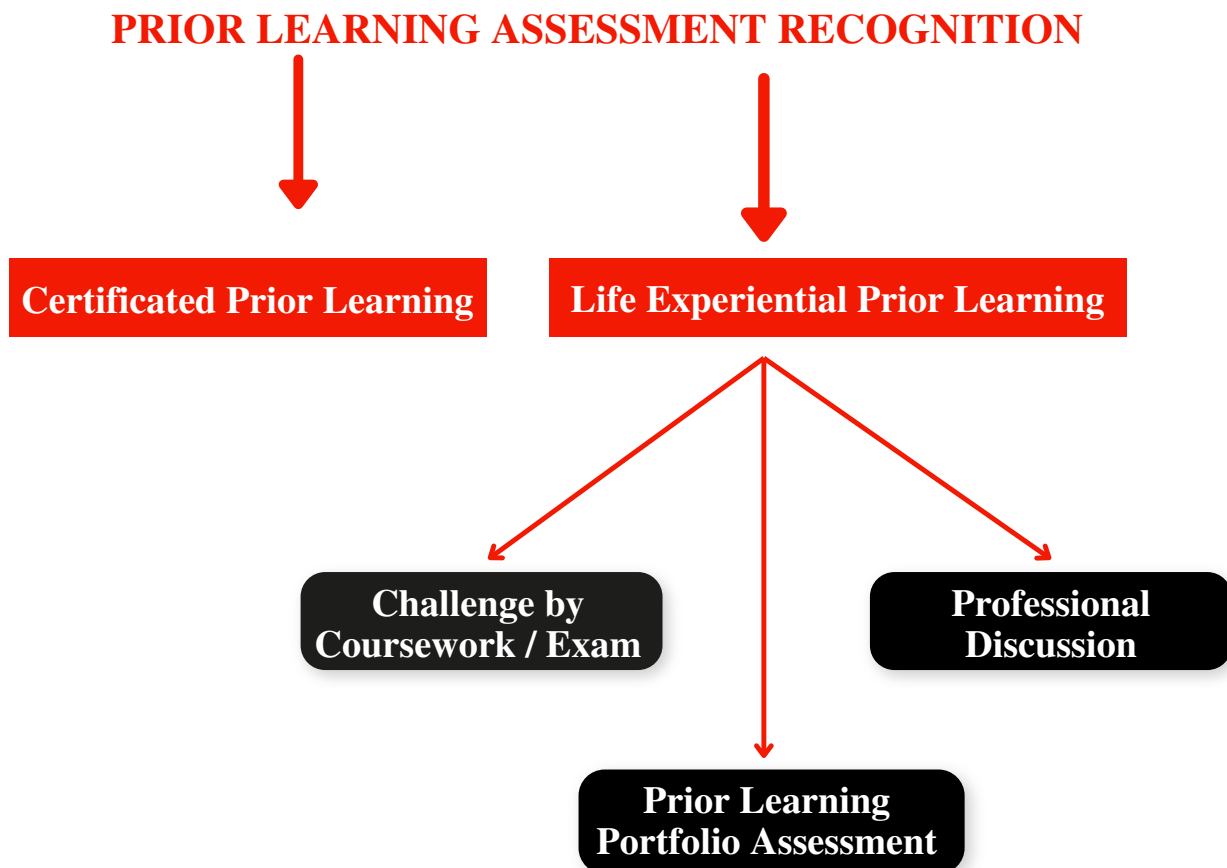 PRIOR LEARNING ASSESSMENT RECOGNITION
Certificated Prior Learning
Life Experiential Prior Learning
Challenge by
Coursework / Exam
Professional
Discussion
Prior Learning
Portfolio Assessment